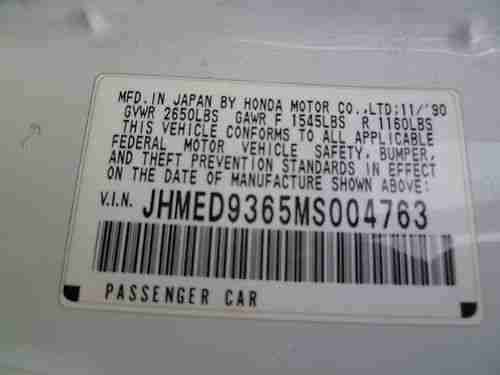 MFD. IN JAPAN BY HONDA MOTOR CO., LTD: 11/'90
GVWR 2650LBS GAWR F 1545LBS R 1160LBS
THIS VEHICLE CONFORMS TO ALL APPLICABLE
FEDERAL MOTOR VEHICLE SAFETY, BUMPER,
AND THEFT PREVENTION STANDARDS IN EFFECT
ON THE DATE OF MANUFACTURE SHOWN ABOVE:
V.I.N. JHMED9365MS004763
PASSENGER CAR